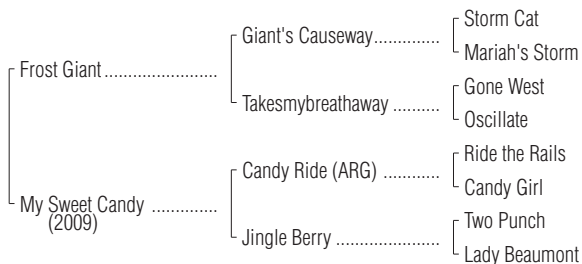 Storm Cat
Giant's Causeway..............
Mariah's Storm
Frost Giant ........................
Gone West
Takesmybreathaway ..........
Oscillate
Ride the Rails
Candy Ride (ARG) ............
Candy Girl
My Sweet Candy ..............
(2009)
Two Punch
Jingle Berry ......................
Lady Beaumont